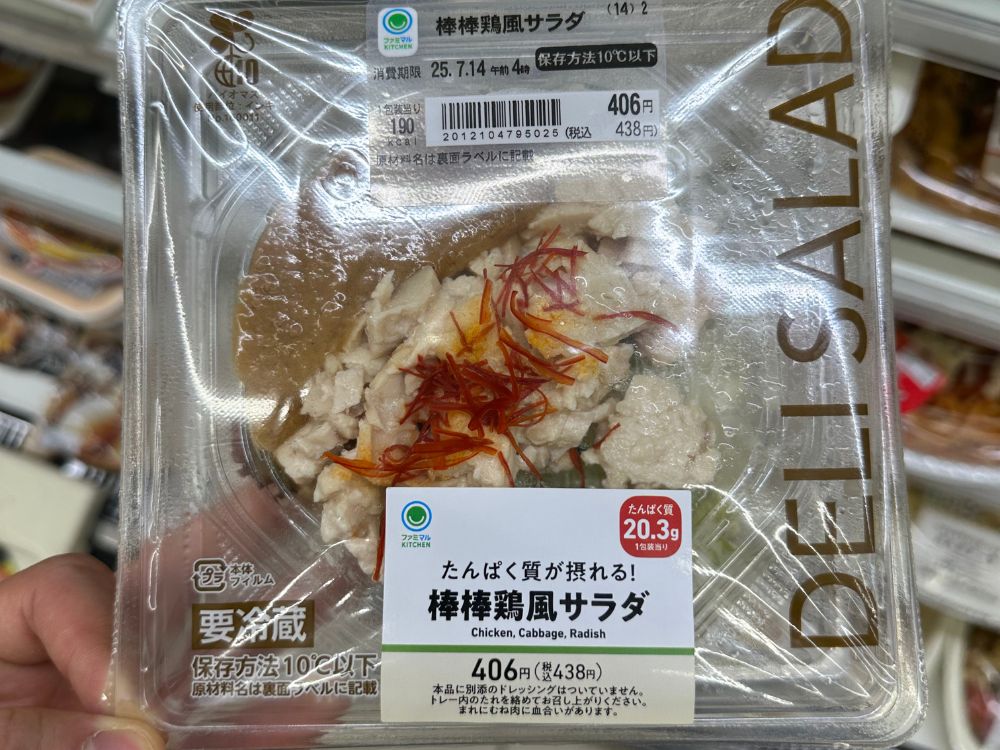 ファミマル
KITCHEN
棒棒鶏風サラダ
(14) 2
消費期限 25.7.14 午前4時
保存方法10℃以下
1包装当り
190
kcal
2012104795025
406円
(税込 438円)
原材料名は裏面ラベルに記載
DELI SALAD
プラ
本体
フィルム
要冷蔵
保存方法10℃以下
原材料名は裏面ラベルに記載
ファミマル
KITCHEN
たんぱく質
20.3g
1包装当り
たんぱく質が摂れる!
棒棒鶏風サラダ
Chicken, Cabbage, Radish
406円(税込438円)
本品に別添のドレッシングはついていません。
トレー内のたれを絡めてお召し上がりください。
まれにむね肉に血合いがあります。